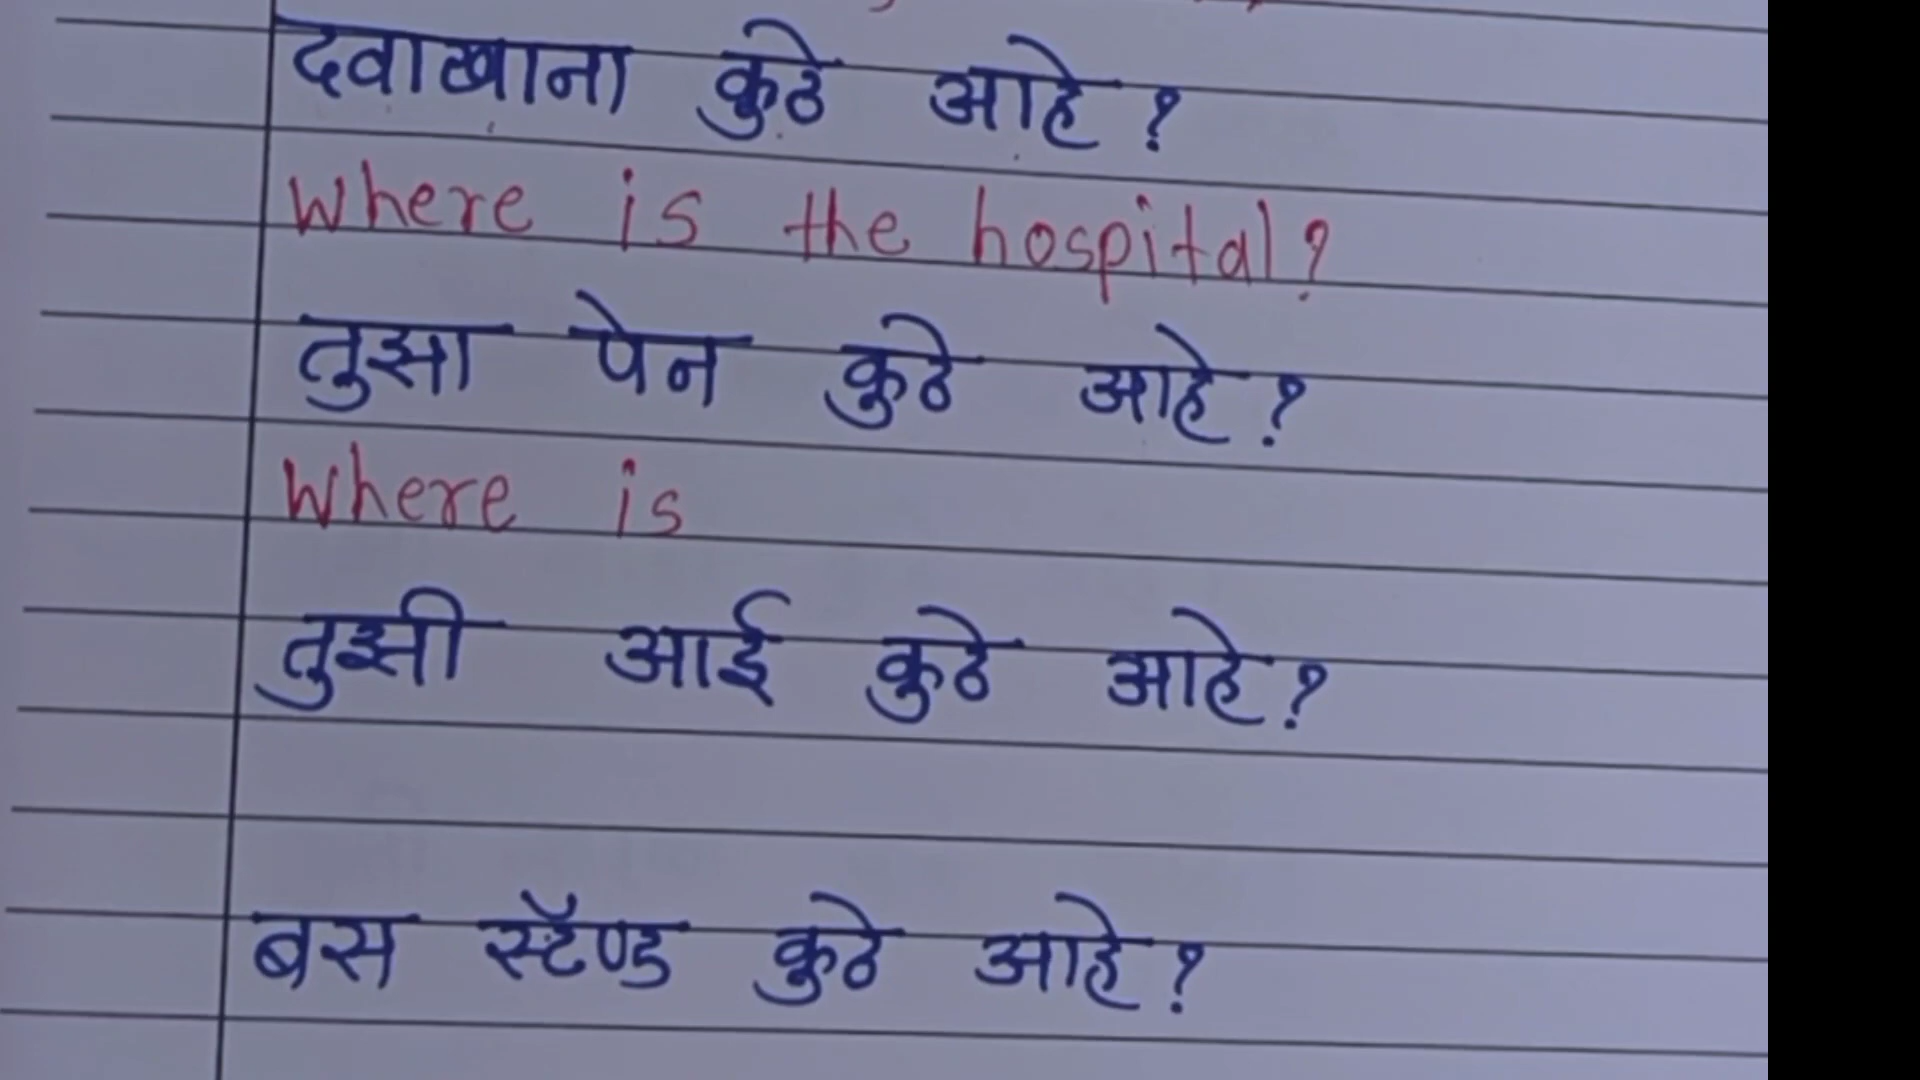 दवाखाना कुठे आहे?
Where is the hospital?
तुझा पेन कुठे आहे?
Where is
तुझी आई कुठे आहे?
बस स्टॅण्ड कुठे आहे?